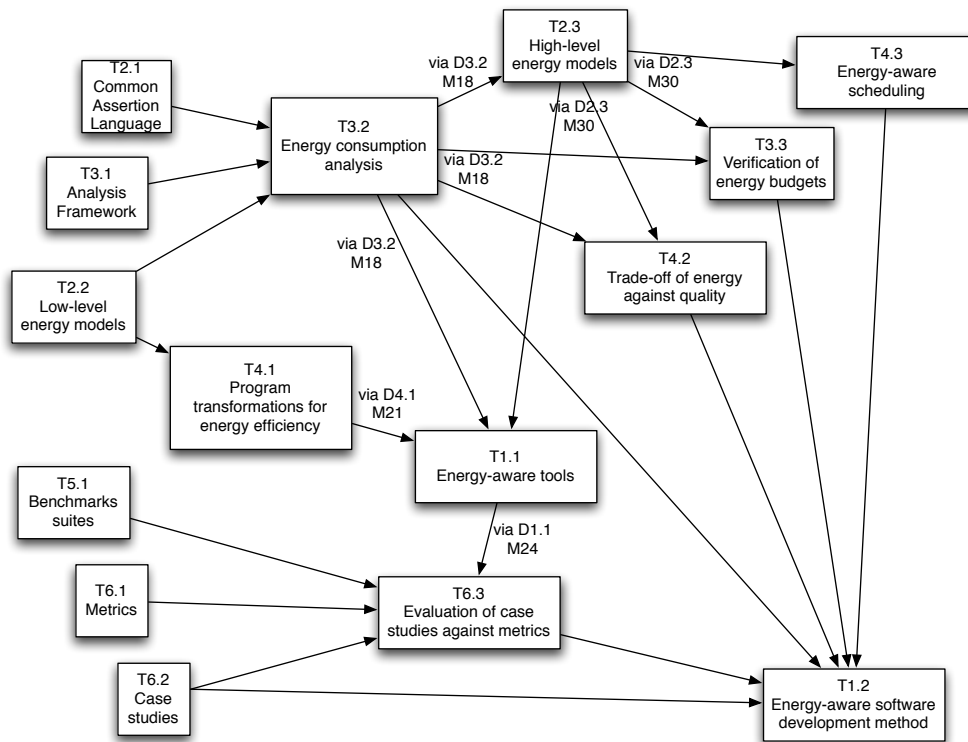 T2.3
High-level
energy models
T4.3
Energy-aware
scheduling
T2.1
Common
Assertion
Language
via D3.2
M18
via D2.3
M30
via D2.3
M30
T3.2
Energy consumption
analysis
T3.3
Verification of
energy budgets
via D3.2
M18
T3.1
Analysis
Framework
via D3.2
M18
T4.2
Trade-off of energy
against quality
T2.2
Low-level
energy models
T4.1
Program
transformations for
energy efficiency
via D4.1
M21
T1.1
Energy-aware tools
T5.1
Benchmarks
suites
via D1.1
M24
T6.1
Metrics
T6.3
Evaluation of case
studies against metrics
T6.2
Case
studies
T1.2
Energy-aware software
development method